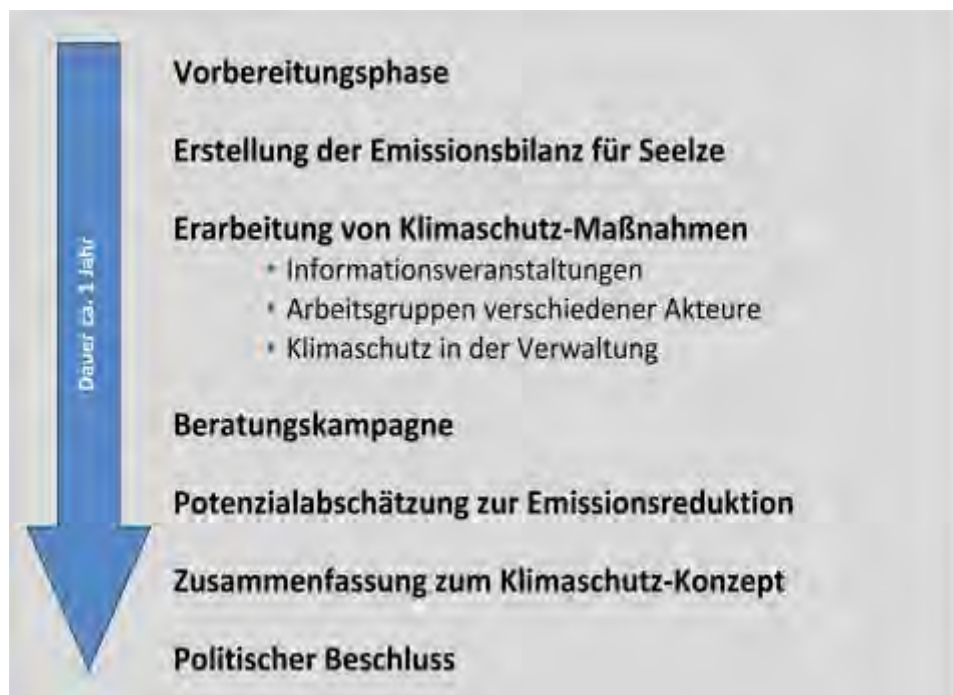 Vorbereitungsphase
Erstellung der Emissionsbilanz für Seelze
Erarbeitung von Klimaschutz-Maßnahmen
• Informationsveranstaltungen
• Arbeitsgruppen verschiedener Akteure
• Klimaschutz in der Verwaltung
Beratungskampagne
Potenzialabschätzung zur Emissionsreduktion
Zusammenfassung zum Klimaschutz-Konzept
Politischer Beschluss
Dauer ca. 1 Jahr